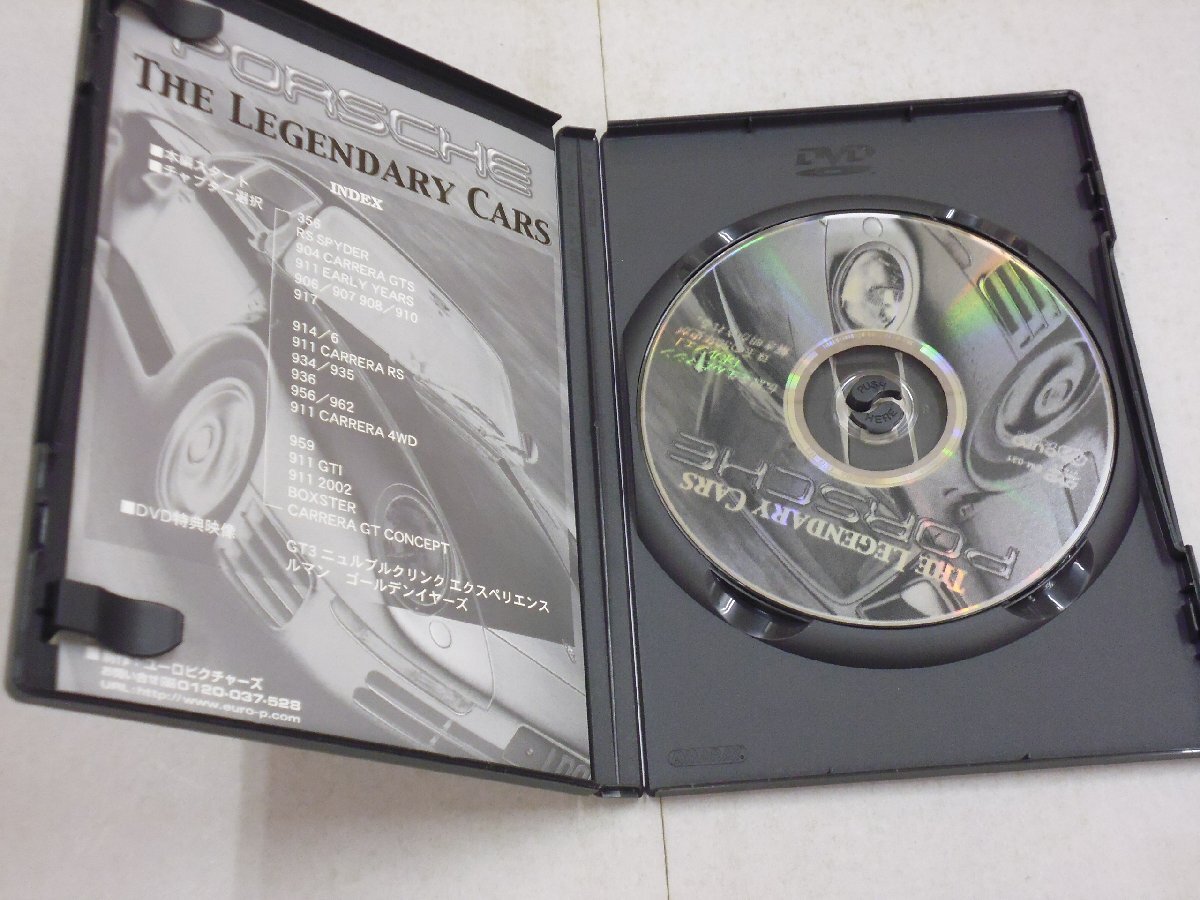 PORSCHE
THE LEGENDARY CARS
INDEX
■本編スタート
■チャプター選択
356
RS SPYDER
904 CARRERA GTS
911 EARLY YEARS
906/907 908/910
917
914/6
911 CARRERA RS
934/935
936
956/962
911 CARRERA 4WD
959
911 GTI
911 2002
BOXSTER
CARRERA GT CONCEPT
■DVD特典映像
GT3 ニュルブルクリンク エクスペリエンス
ルマン ゴールデンイヤーズ
ユーロピクチャーズ
お問い合せ 0120-037-528
URL:http://www.euro-p.com
DVD
PUSH
HERE
PORSCHE
THE LEGENDARY CARS